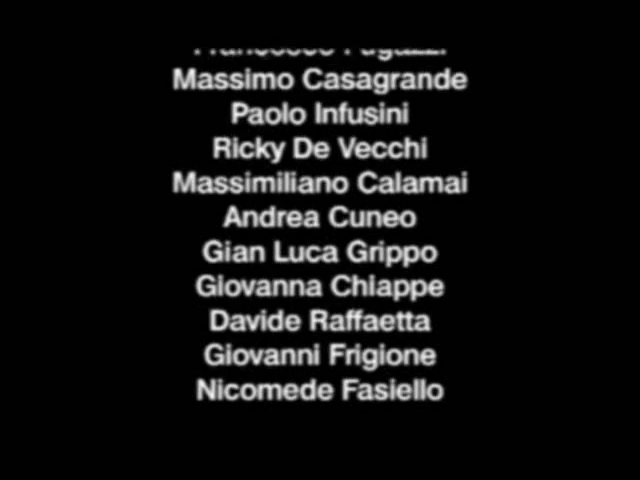 Massimo Casagrande
Paolo Infusini
Ricky De Vecchi
Massimiliano Calamai
Andrea Cuneo
Gian Luca Grippo
Giovanna Chiappe
Davide Raffaetta
Giovanni Frigione
Nicomede Fasiello